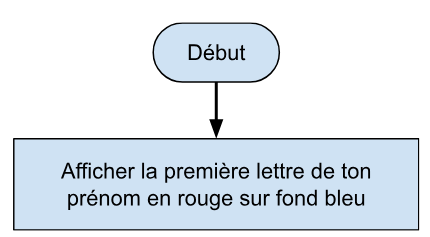 Début
Afficher la première lettre de ton
prénom en rouge sur fond bleu